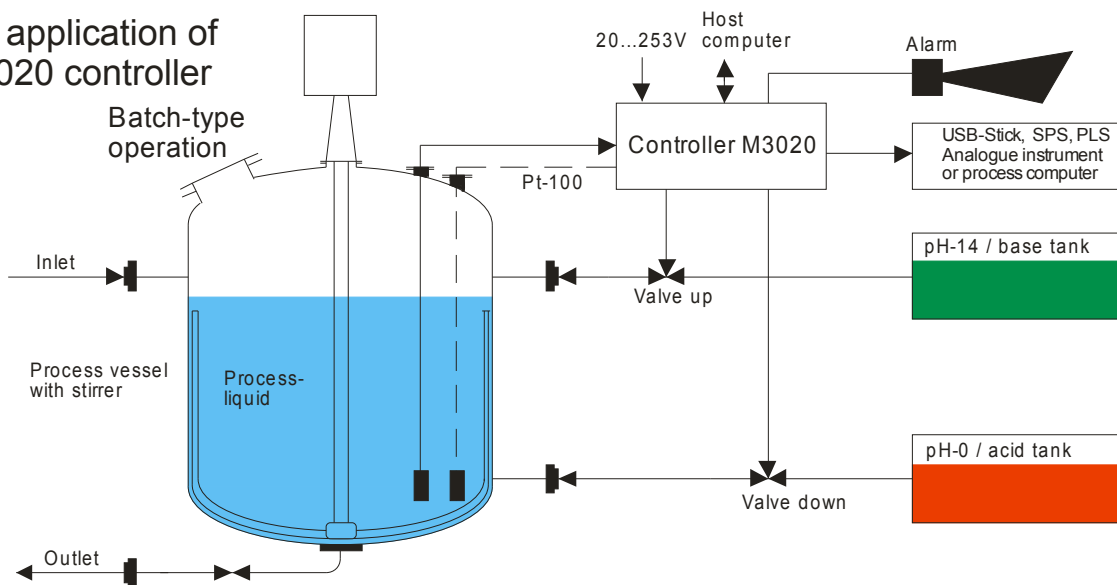 application of
020 controller
Batch-type
operation
20...253V
Host
computer
Alarm
Controller M3020
USB-Stick, SPS, PLS
Analogue instrument
or process computer
Pt-100
Inlet
Valve up
pH-14 / base tank
Process vessel
with stirrer
Process-
liquid
pH-0 / acid tank
Valve down
Outlet